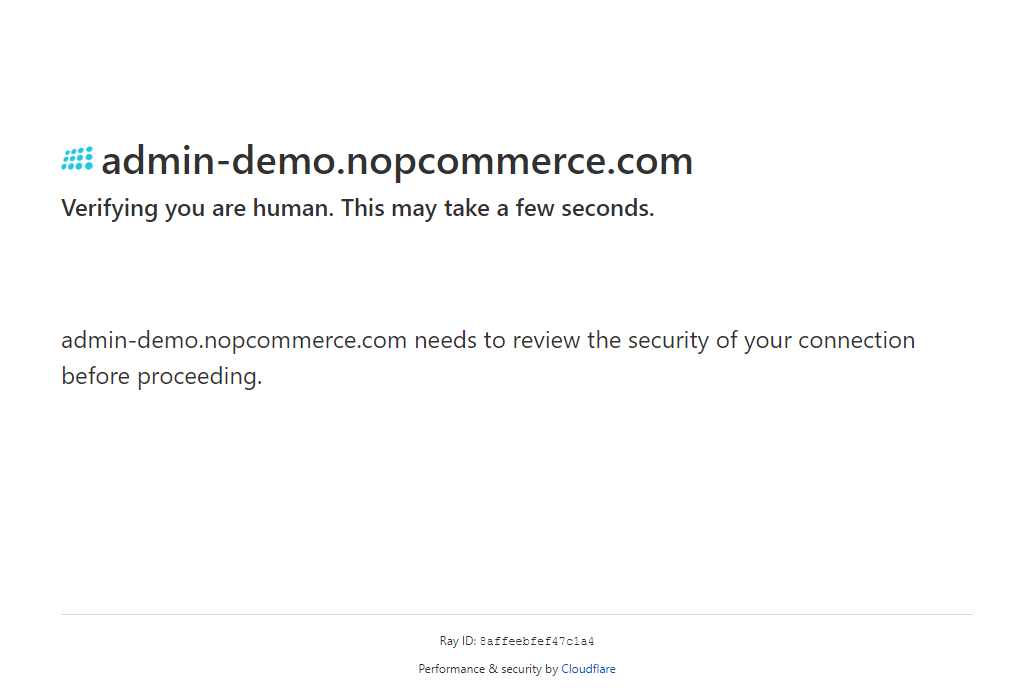 admin-demo.nopcommerce.com
Verifying you are human. This may take a few seconds.
admin-demo.nopcommerce.com needs to review the security of your connection
before proceeding.
Ray ID: 8affeebfef47c1a4
Performance & security by Cloudflare